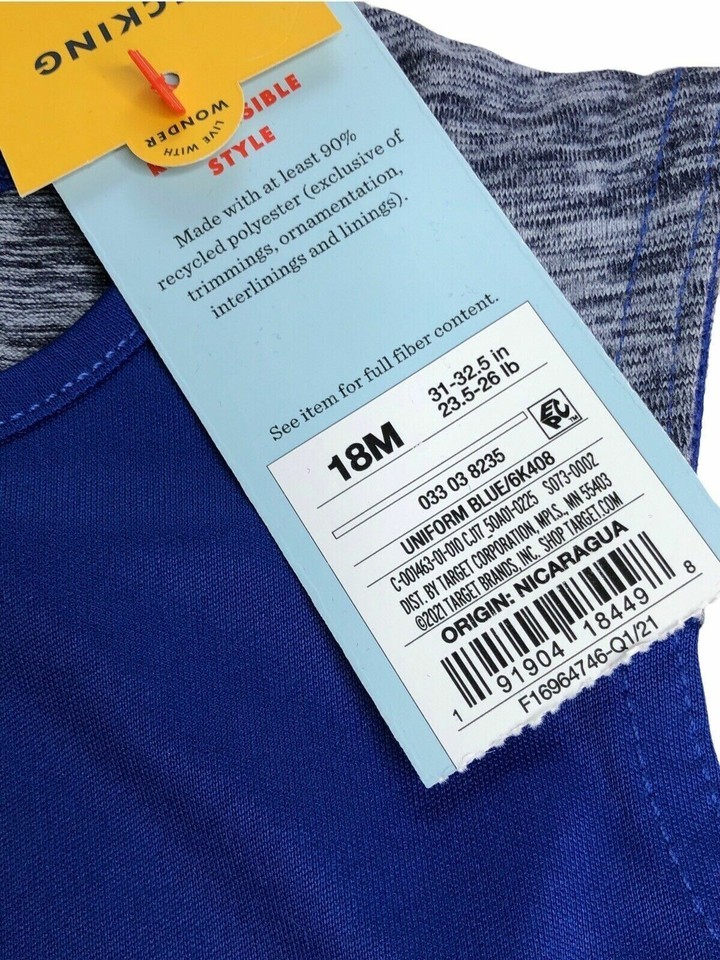 CKING
LIVE WITH
WONDER
SIBLE
STYLE
Made with at least 90%
recycled polyester (exclusive of
trimmings, ornamentation,
interlinings and linings).
See item for full fiber content.
18M
31-32.5 in
23.5-26 lb
EPC TM
033 03 8235
UNIFORM BLUE/6K408
C-001463-01-010 CJ17 50A01-0225 S073-0002
DIST. BY TARGET CORPORATION, MPLS., MN 55403
©2021 TARGET BRANDS, INC. SHOP TARGET.COM
ORIGIN: NICARAGUA
1 91904 18449 8
F16964746-Q1/21